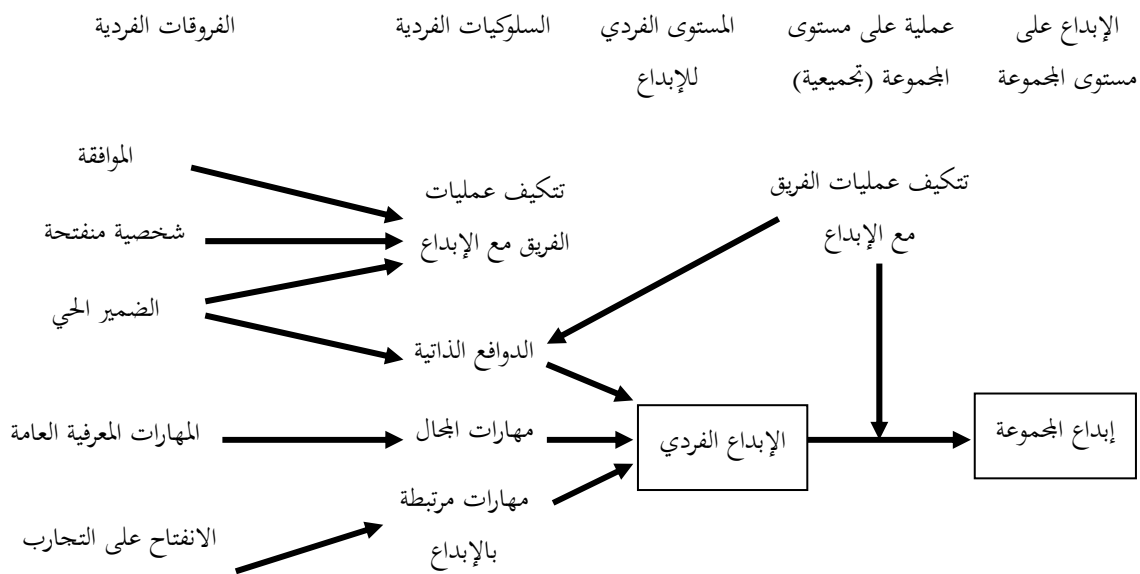 الإبداع على
مستوى المجموعة
عملية على مستوى
المجموعة (تجميعية)
المستوى الفردي
للإبداع
السلوكيات الفردية
الفروقات الفردية
الموافقة
شخصية منفتحة
الضمير الحي
المهارات المعرفية العامة
الانفتاح على التجارب
تتكيف عمليات
الفريق مع الإبداع
الدوافع الذاتية
مهارات المجال
مهارات مرتبطة
بالإبداع
تتكيف عمليات الفريق
مع الإبداع
الإبداع الفردي
إبداع المجموعة